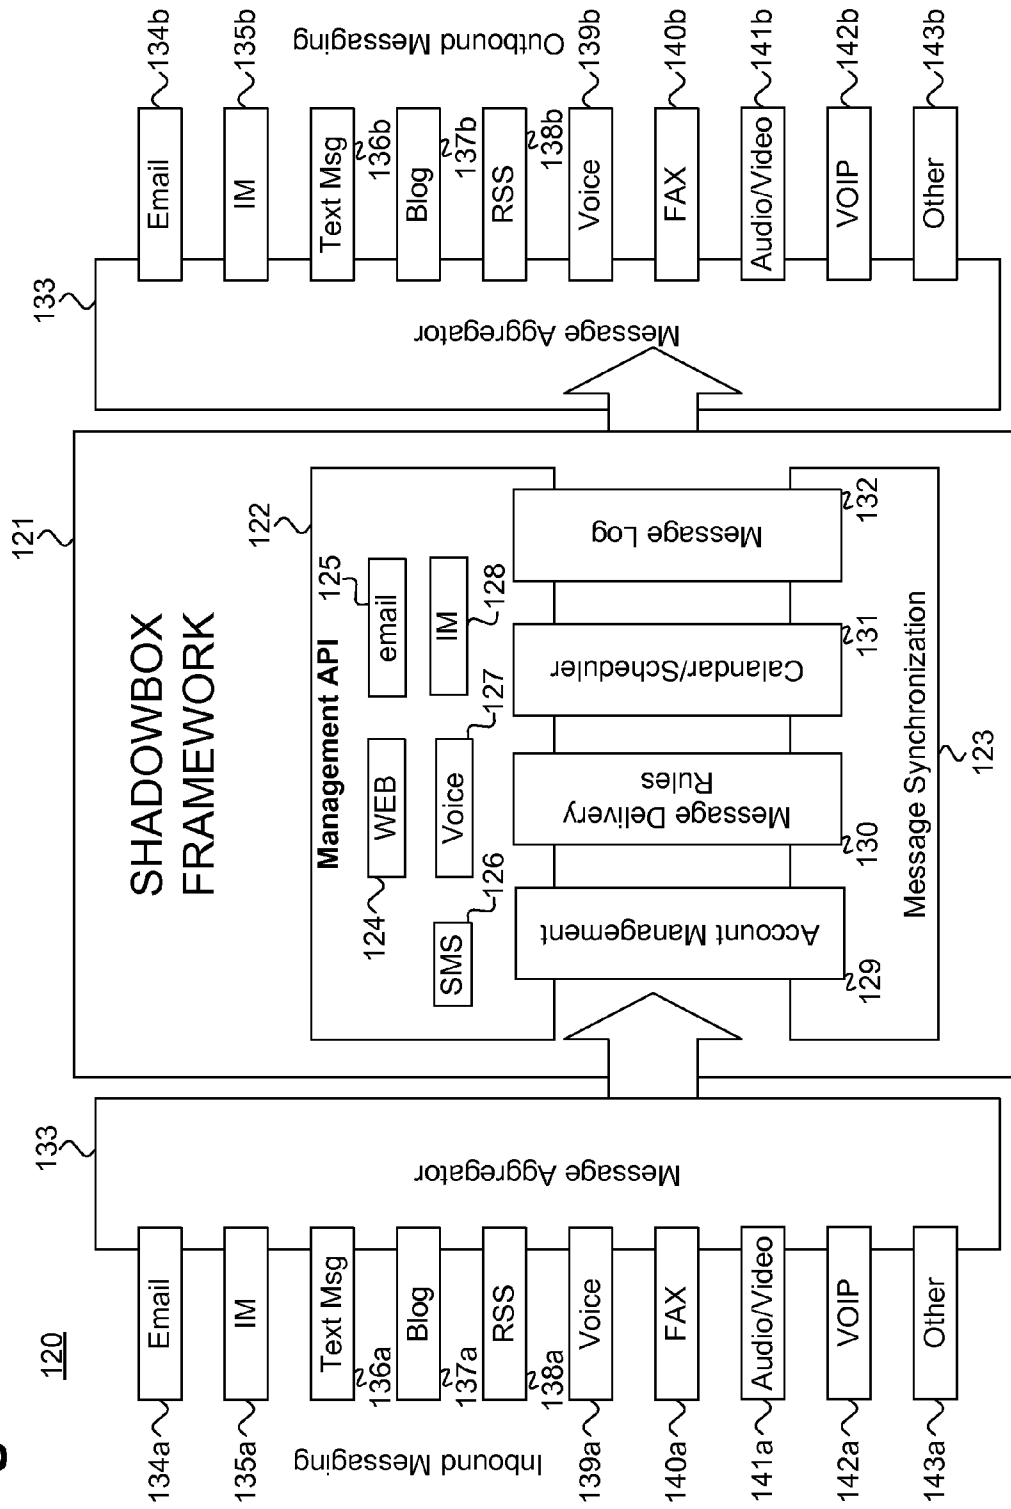 120
Inbound Messaging
134a
Email
135a
IM
Text Msg
136a
Blog
137a
RSS
138a
139a
Voice
140a
FAX
141a
Audio/Video
142a
VOIP
143a
Other
133
Message Aggregator
121
SHADOWBOX
FRAMEWORK
122
Management API
124
WEB
125
email
SMS
126
Voice
127
IM
128
Account Management
129
Message Delivery
Rules
130
Calandar/Scheduler
131
Message Log
132
Message Synchronization
123
133
Message Aggregator
Outbound Messaging
Email
134b
IM
135b
Text Msg
136b
Blog
137b
RSS
138b
Voice
139b
FAX
140b
Audio/Video
141b
VOIP
142b
Other
143b